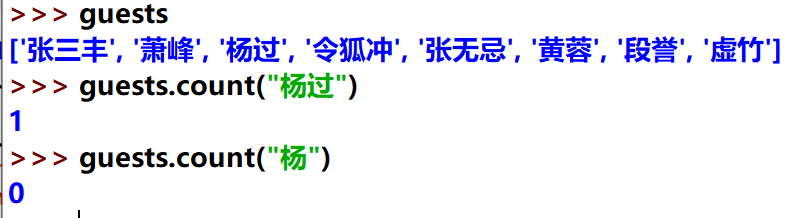 >>> guests
['张三丰', '萧峰', '杨过', '令狐冲', '张无忌', '黄蓉', '段誉', '虚竹']
>>> guests.count("杨过")
1
>>> guests.count("杨")
0